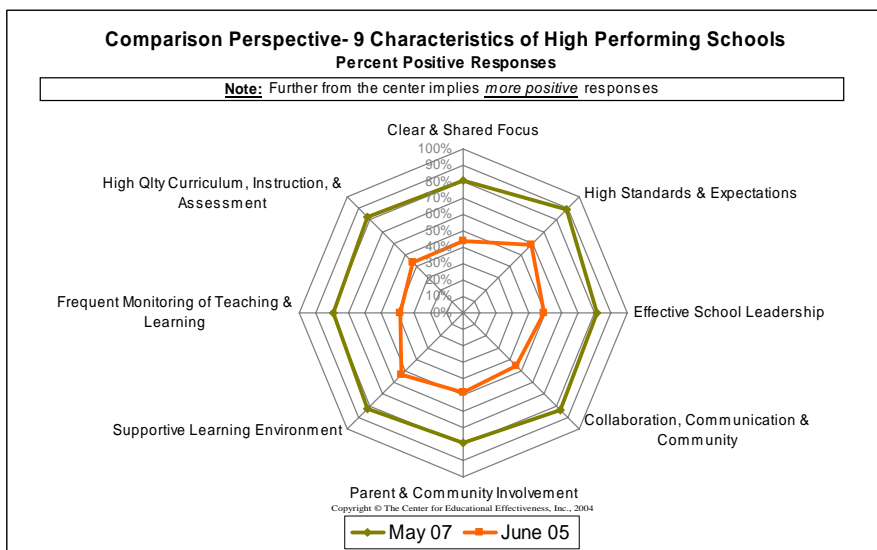 Comparison Perspective- 9 Characteristics of High Performing Schools
Percent Positive Responses
Note: Further from the center implies more positive responses
Clear & Shared Focus
100%
90%
80%
70%
60%
50%
40%
30%
20%
10%
0%
High Qlty Curriculum, Instruction, &
Assessment
High Standards & Expectations
Frequent Monitoring of Teaching &
Learning
Effective School Leadership
Supportive Learning Environment
Collaboration, Communication &
Community
Parent & Community Involvement
Copyright © The Center for Educational Effectiveness, Inc., 2004
May 07
June 05